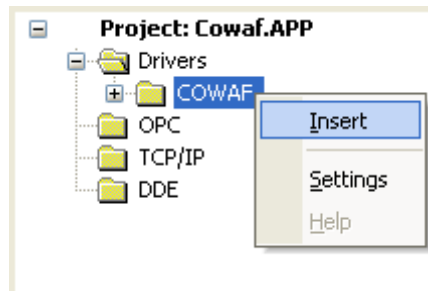 Project: Cowaf.APP
Drivers
COWAF
Insert
OPC
TCP/IP
Settings
DDE
Help